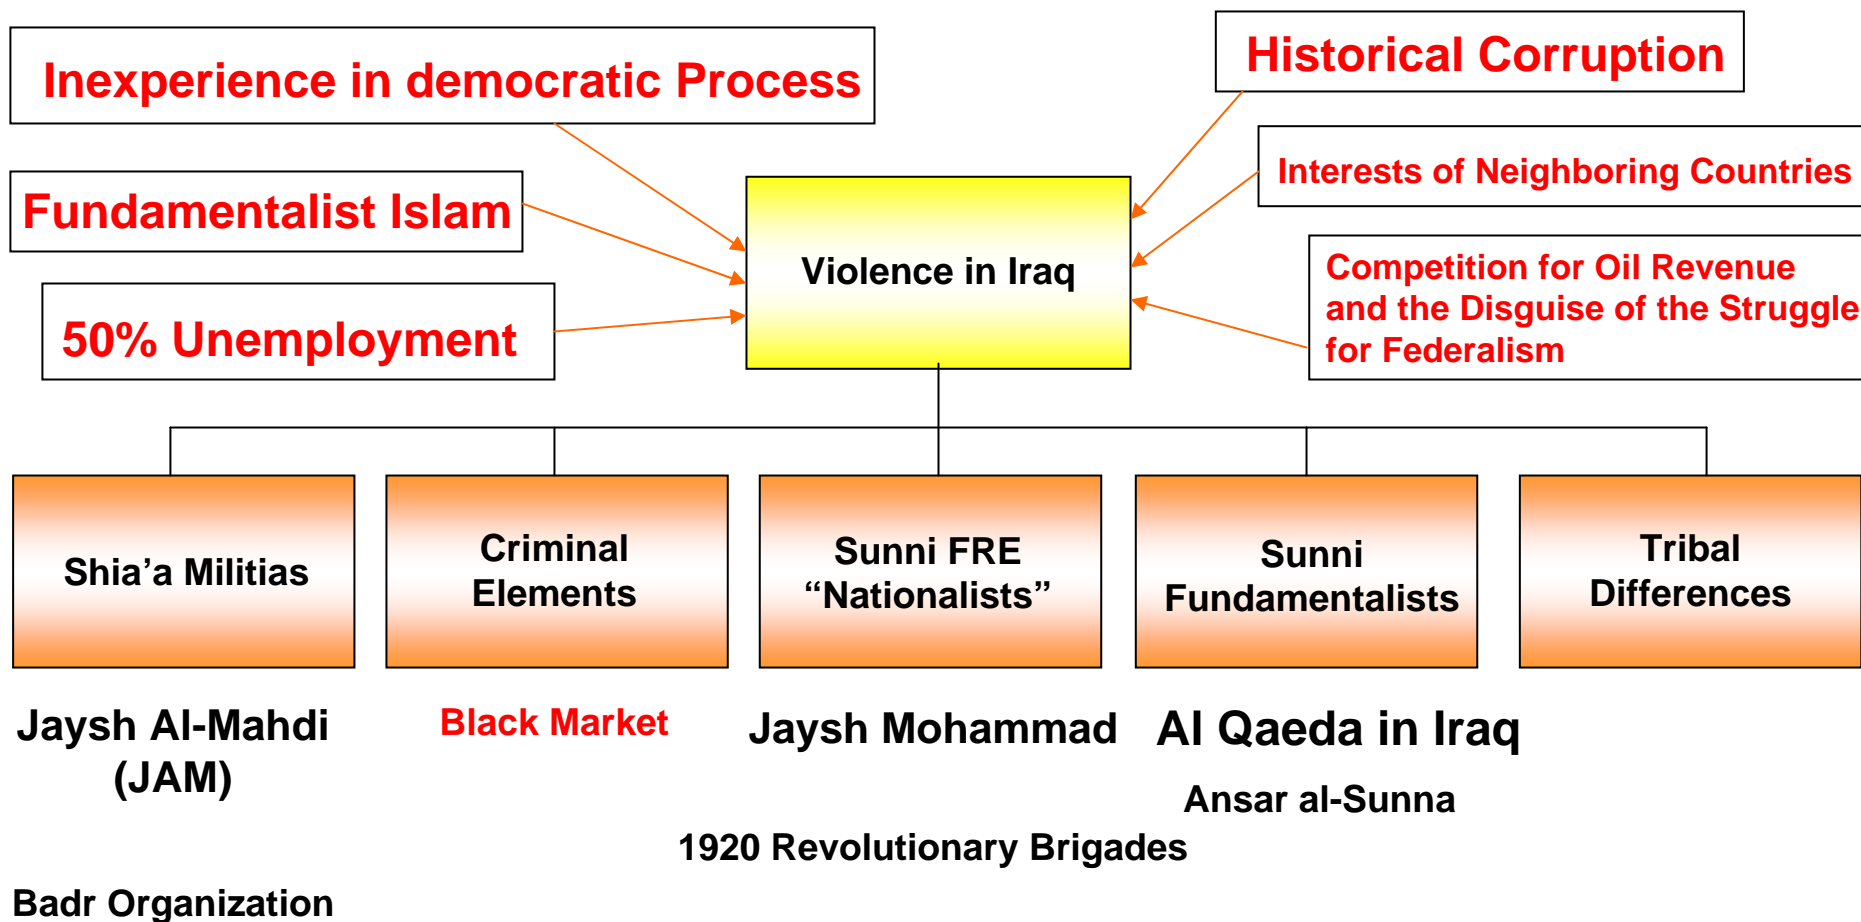 Inexperience in democratic Process
Historical Corruption
Fundamentalist Islam
Interests of Neighboring Countries
Violence in Iraq
50% Unemployment
Competition for Oil Revenue
and the Disguise of the Struggle
for Federalism
Shia’a Militias
Criminal
Elements
Sunni FRE
“Nationalists”
Sunni
Fundamentalists
Tribal
Differences
Jaysh Al-Mahdi
(JAM)
Black Market
Jaysh Mohammad
Al Qaeda in Iraq
Ansar al-Sunna
1920 Revolutionary Brigades
Badr Organization